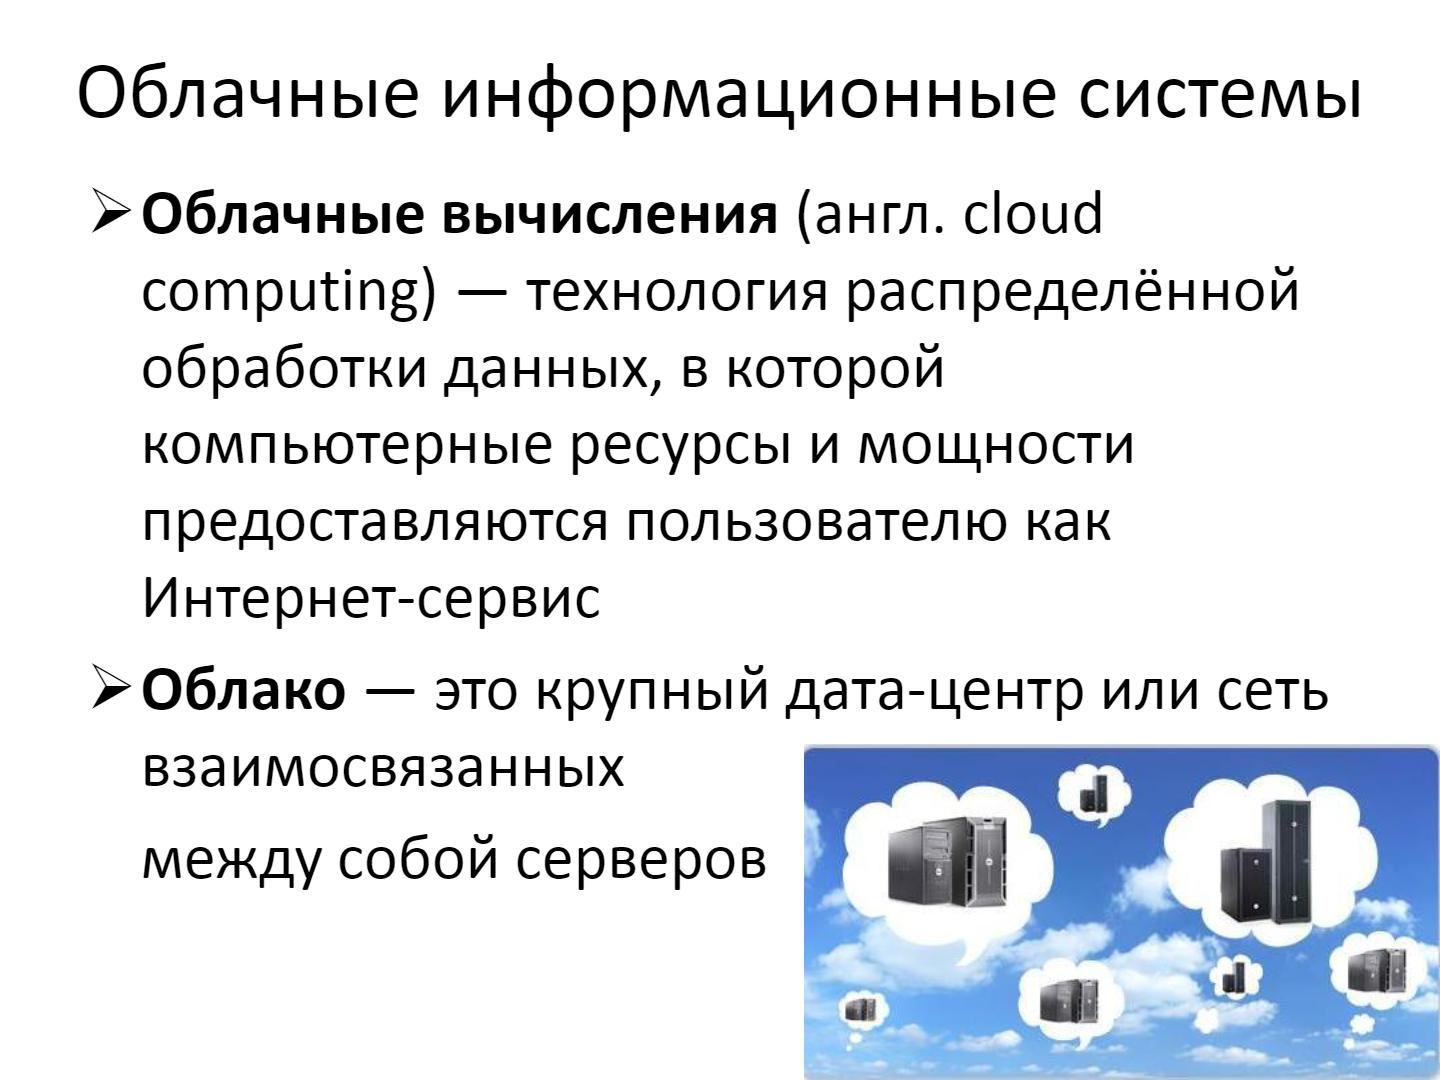 Облачные информационные системы
Облачные вычисления (англ. cloud
computing) — технология распределённой
обработки данных, в которой
компьютерные ресурсы и мощности
предоставляются пользователю как
Интернет-сервис
Облако — это крупный дата-центр или сеть
взаимосвязанных
между собой серверов